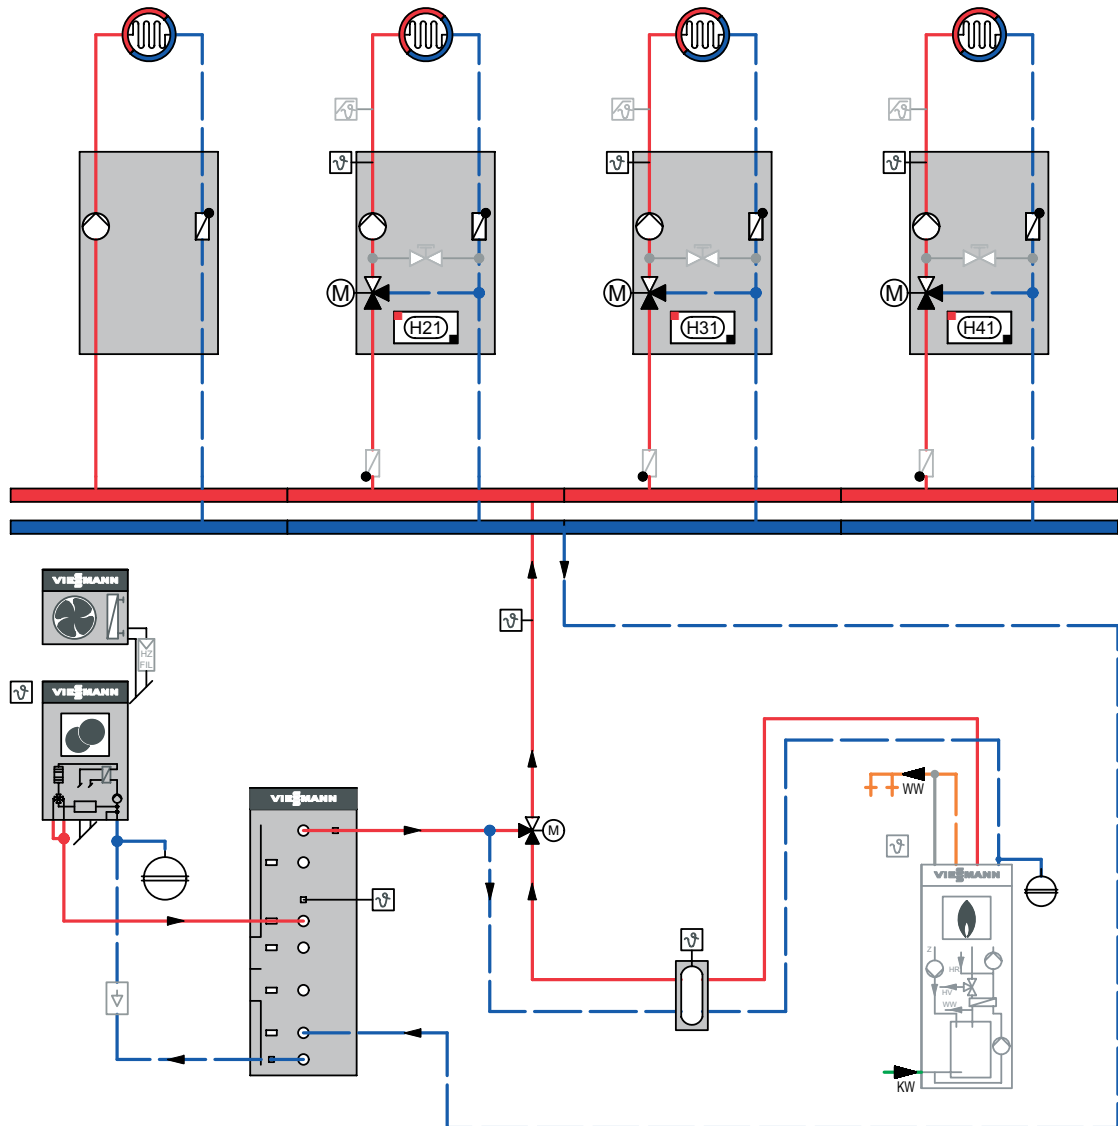 ϑ
ϑ
ϑ
ϑ
ϑ
ϑ
M
M
M
H21
H31
H41
VIESMANN
ϑ
HZ
FIL
ϑ
VIESMANN
WW
VIESMANN
M
ϑ
VIESMANN
ϑ
ϑ
Z
HR
HV
WW
KW